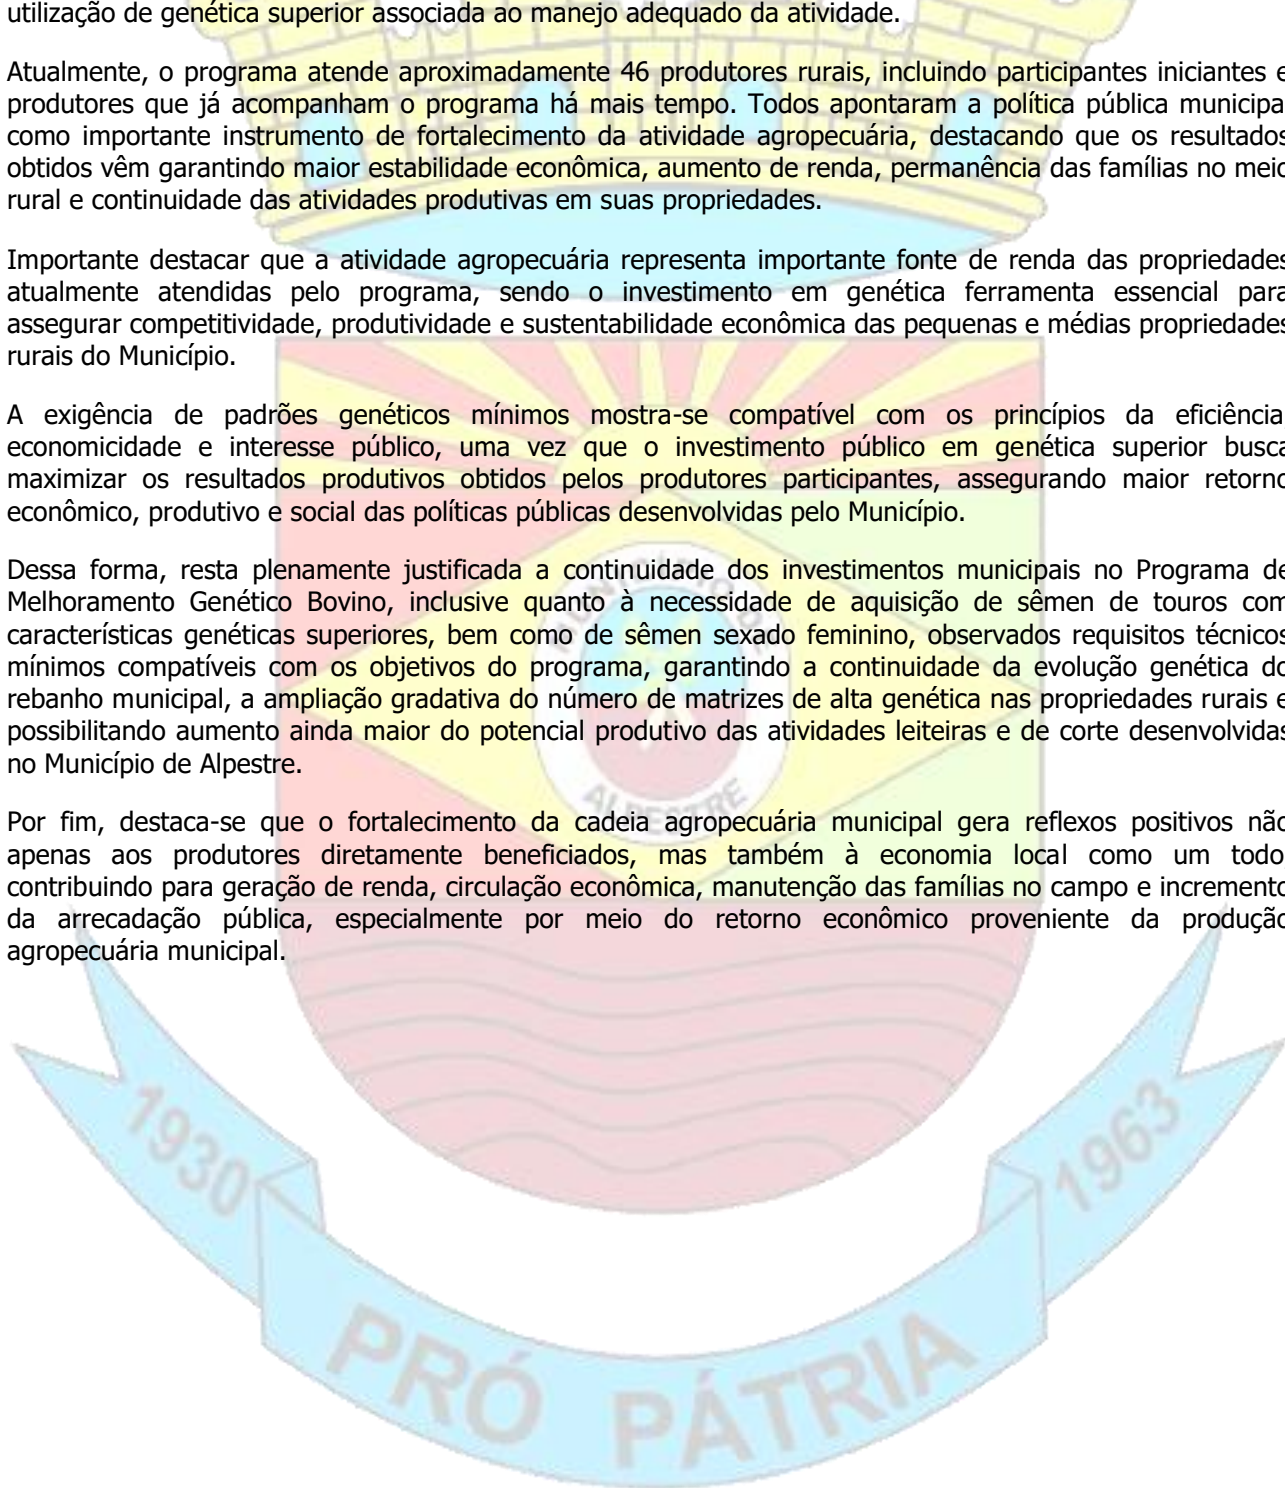 utilização de genética superior associada ao manejo adequado da atividade.
Atualmente, o programa atende aproximadamente 46 produtores rurais, incluindo participantes iniciantes e
produtores que já acompanham o programa há mais tempo. Todos apontaram a política pública municipa
como importante instrumento de fortalecimento da atividade agropecuária, destacando que os resultados
obtidos vêm garantindo maior estabilidade econômica, aumento de renda, permanência das famílias no meio
rural e continuidade das atividades produtivas em suas propriedades.
Importante destacar que a atividade agropecuária representa importante fonte de renda das propriedades
atualmente atendidas pelo programa, sendo o investimento em genética ferramenta essencial para
assegurar competitividade, produtividade e sustentabilidade econômica das pequenas e médias propriedades
rurais do Município.
A exigência de padrões genéticos mínimos mostra-se compatível com os princípios da eficiência
economicidade e interesse público, uma vez que o investimento público em genética superior busca
maximizar os resultados produtivos obtidos pelos produtores participantes, assegurando maior retorno
econômico, produtivo e social das políticas públicas desenvolvidas pelo Município.
Dessa forma, resta plenamente justificada a continuidade dos investimentos municipais no Programa de
Melhoramento Genético Bovino, inclusive quanto à necessidade de aquisição de sêmen de touros com
características genéticas superiores, bem como de sêmen sexado feminino, observados requisitos técnicos
mínimos compatíveis com os objetivos do programa, garantindo a continuidade da evolução genética do
rebanho municipal, a ampliação gradativa do número de matrizes de alta genética nas propriedades rurais e
possibilitando aumento ainda maior do potencial produtivo das atividades leiteiras e de corte desenvolvidas
no Município de Alpestre.
Por fim, destaca-se que o fortalecimento da cadeia agropecuária municipal gera reflexos positivos não
apenas aos produtores diretamente beneficiados, mas também à economia local como um todo
contribuindo para geração de renda, circulação econômica, manutenção das famílias no campo e incremento
da arrecadação pública, especialmente por meio do retorno econômico proveniente da produção
agropecuária municipal.
MUNICÍPIO DE
ALPESTRE
1930
1963
PRÓ PÁTRIA